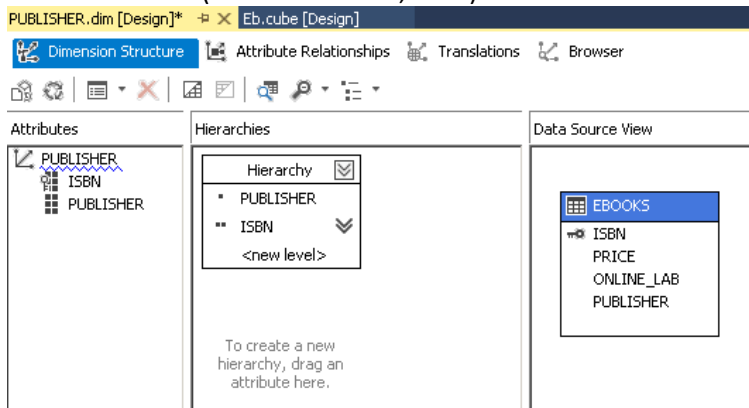 PUBLISHER.dim [Design]* Eb.cube [Design]
Dimension Structure Attribute Relationships Translations Browser
Attributes Hierarchies Data Source View
PUBLISHER
ISBN
PUBLISHER
Hierarchy
PUBLISHER
ISBN
<new level>
To create a new
hierarchy, drag an
attribute here.
EBOOKS
ISBN
PRICE
ONLINE_LAB
PUBLISHER